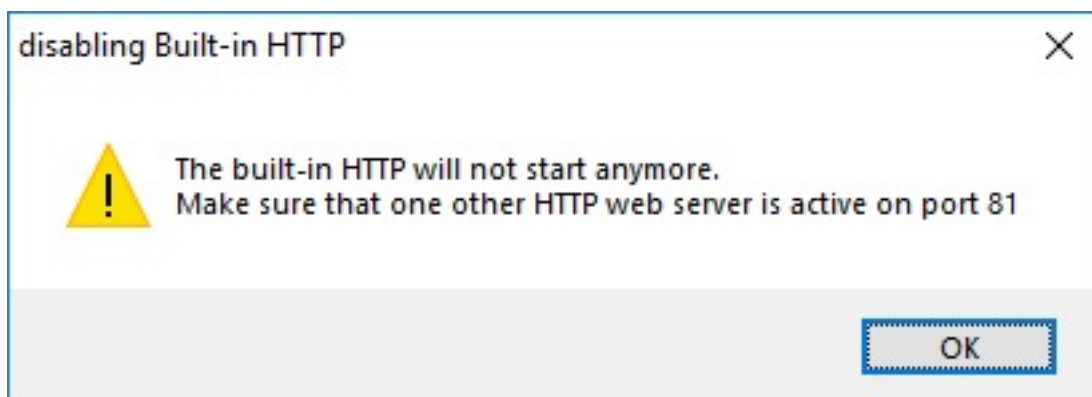 disabling Built-in HTTP
The built-in HTTP will not start anymore.
Make sure that one other HTTP web server is active on port 81
OK